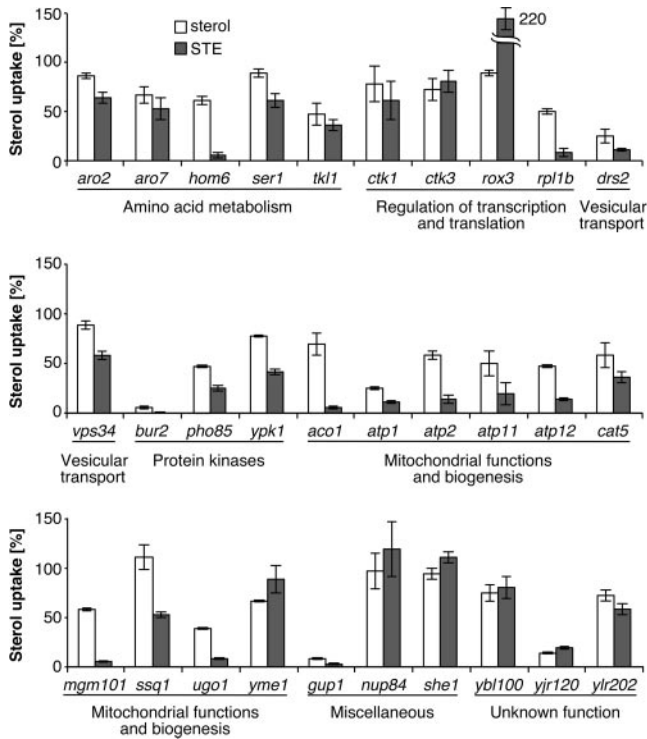 150
100
50
0
Sterol uptake [%]
sterol
STE
220
aro2 aro7 hom6 ser1 tkl1 ctk1 ctk3 rox3 rpl1b drs2
Amino acid metabolism
Regulation of transcription
and translation
Vesicular
transport
150
100
50
0
Sterol uptake [%]
vps34 bur2 pho85 ypk1 aco1 atp1 atp2 atp11 atp12 cat5
Vesicular
transport
Protein kinases
Mitochondrial functions
and biogenesis
150
100
50
0
Sterol uptake [%]
mgm101 ssq1 ugo1 yme1 gup1 nup84 she1 ybl100 yjr120 ylr202
Mitochondrial functions
and biogenesis
Miscellaneous
Unknown function